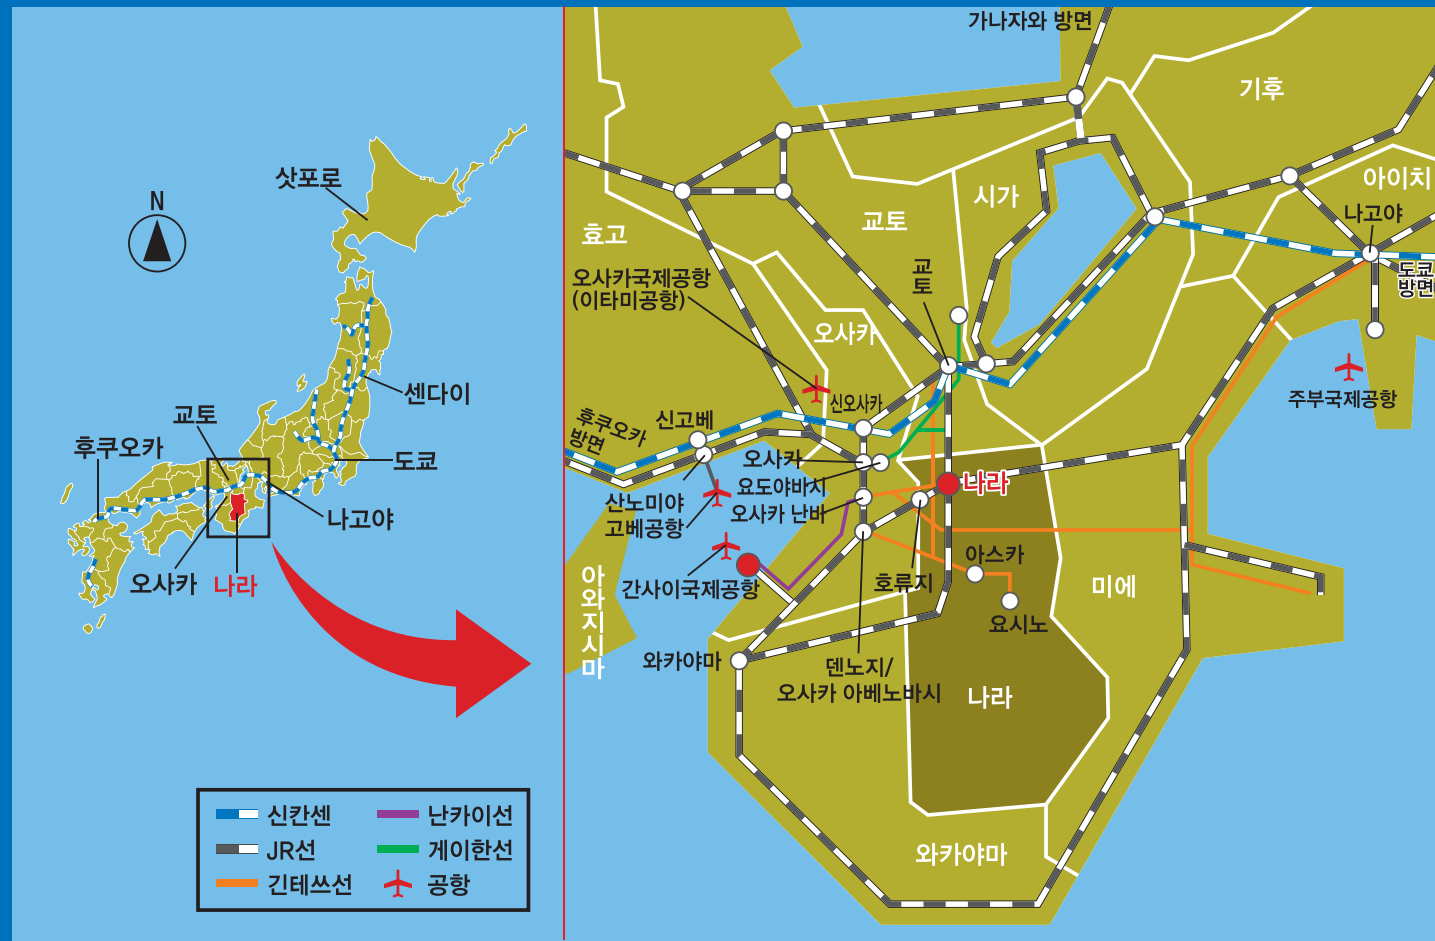 N
삿포로
센다이
교토
후쿠오카
도쿄
나고야
오사카
나라
신칸센
JR선
긴테쓰선
난카이선
게이한선
공항
가나자와 방면
기후
아이치
시가
교토
효고
나고야
오사카국제공항
(이타미공항)
교
토
도쿄
방면
오사카
주부국제공항
신오사카
신고베
후쿠오카
방면
오사카
요도야바시
나라
산노미야
고베공항
오사카 난바
아스카
호류지
간사이국제공항
미에
요시노
아
와
지
시
마
와카야마
덴노지/
오사카 아베노바시
나라
와카야마